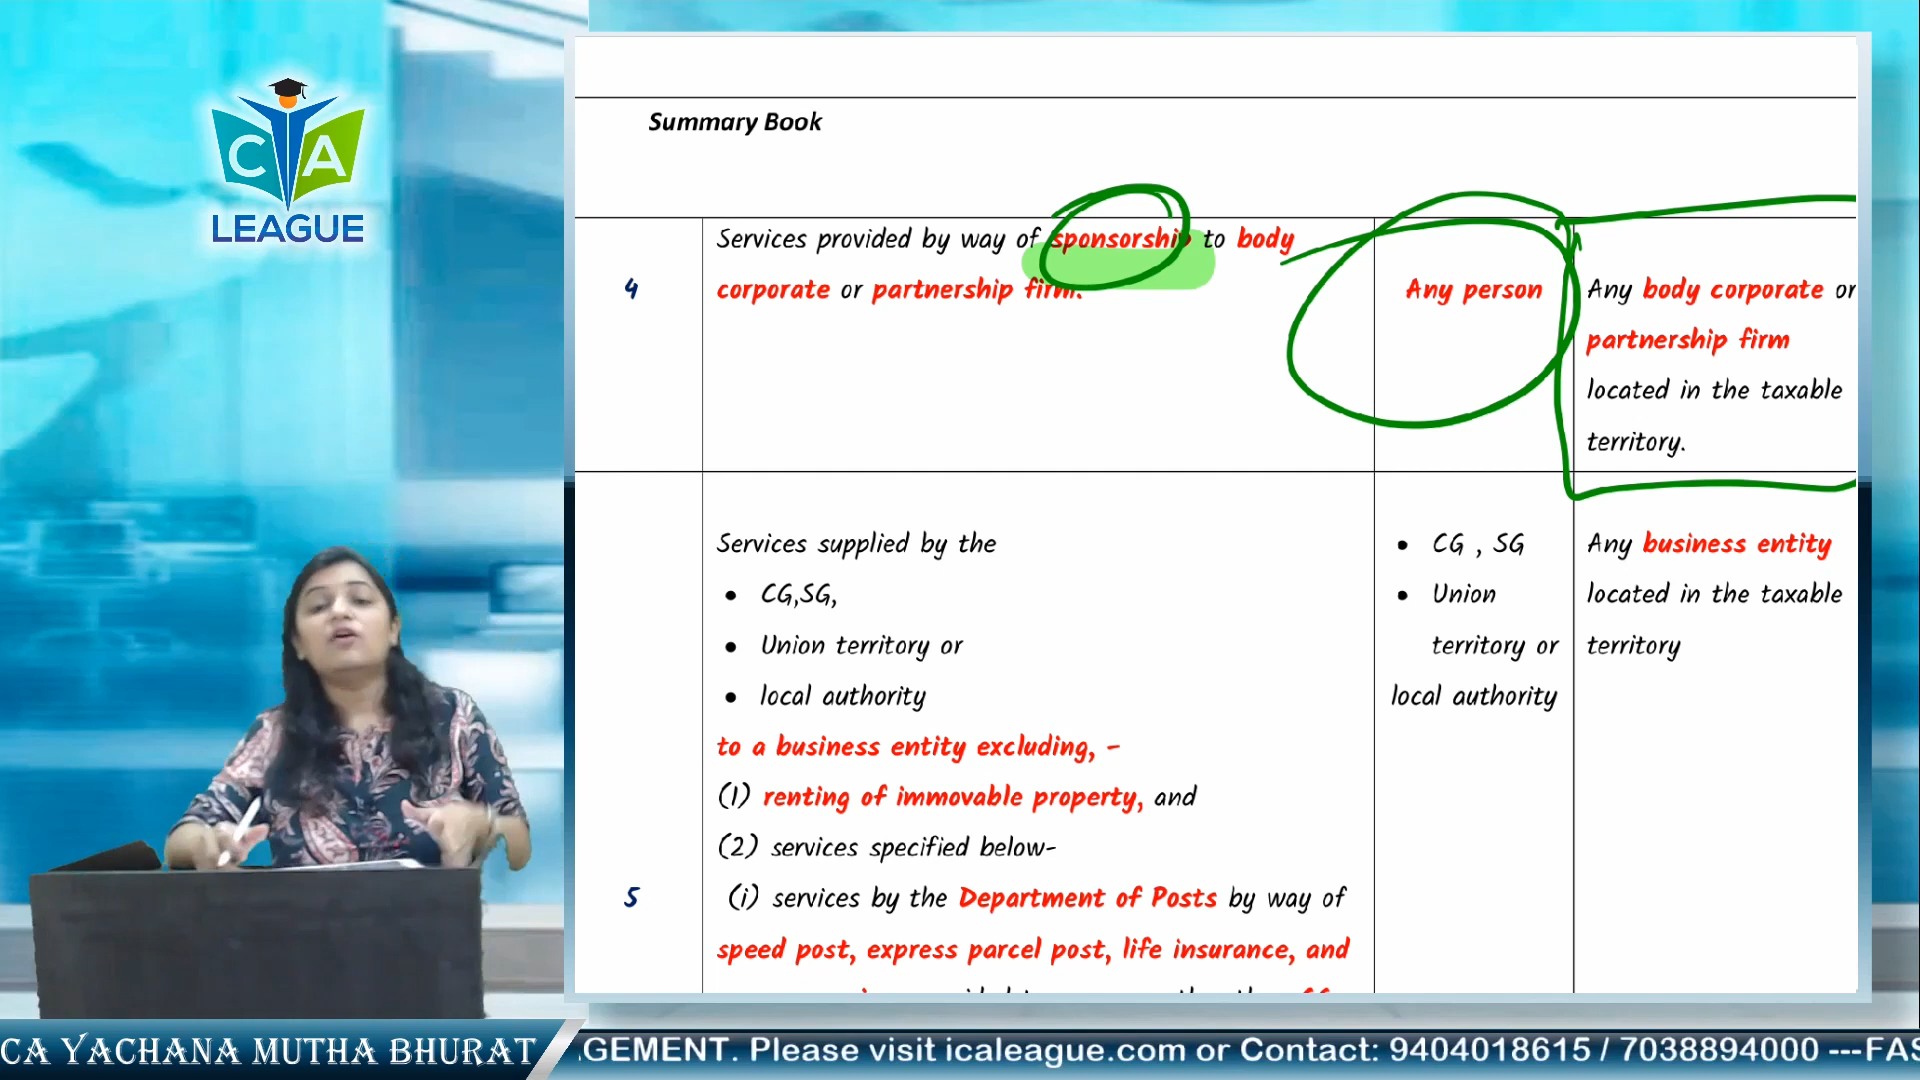 CA
LEAGUE
Summary Book
4
Services provided by way of sponsorship to body
corporate or partnership firm.
Any person
Any body corporate or
partnership firm
located in the taxable
territory.
5
Services supplied by the
• CG,SG,
• Union territory or
• local authority
to a business entity excluding, -
(1) renting of immovable property, and
(2) services specified below-
(i) services by the Department of Posts by way of
speed post, express parcel post, life insurance, and
• CG , SG
• Union
territory or
local authority
Any business entity
located in the taxable
territory
CA YACHANA MUTHA BHURAT
GEMENT. Please visit icaleague.com or Contact: 9404018615 / 7038894000 ---FAS